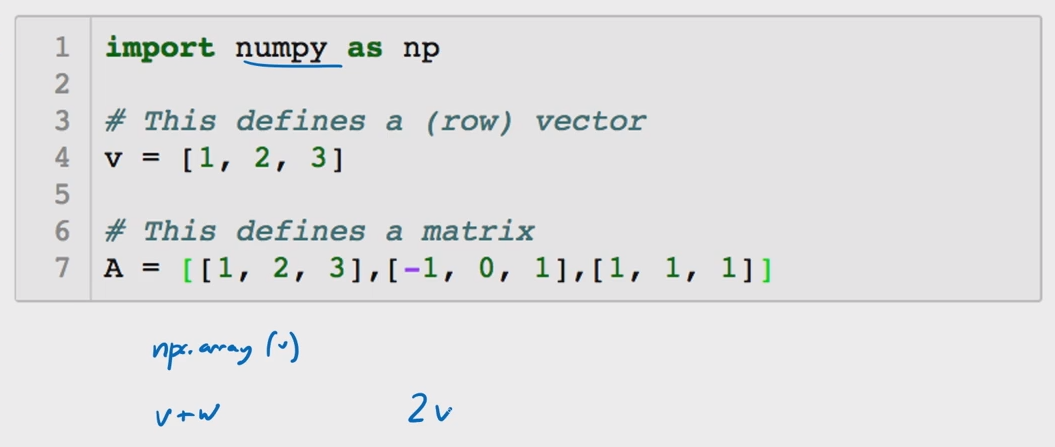 1 import numpy as np
2
3 # This defines a (row) vector
4 v = [1, 2, 3]
5
6 # This defines a matrix
7 A = [[1, 2, 3],[-1, 0, 1],[1, 1, 1]]
np.array (v)
v+w 2v